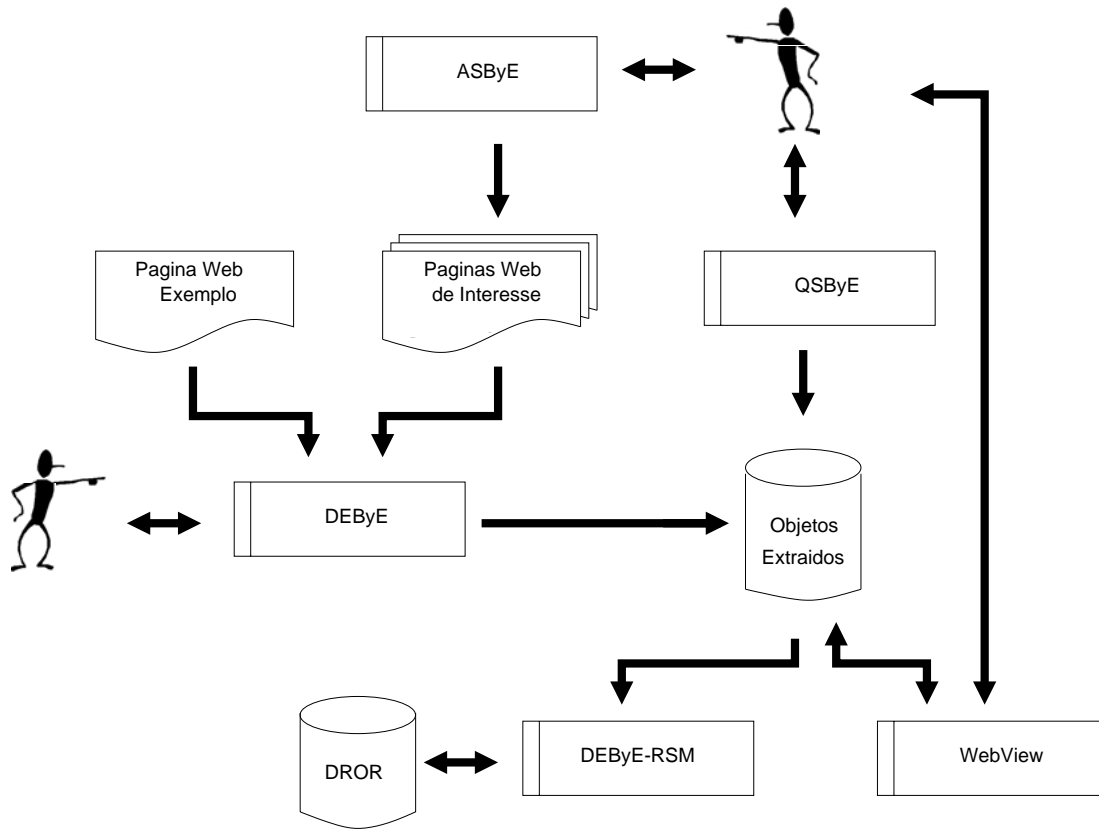 ASByE
Pagina Web
Exemplo
Paginas Web
de Interesse
QSByE
DEByE
Objetos
Extraidos
DROR
DEByE-RSM
WebView